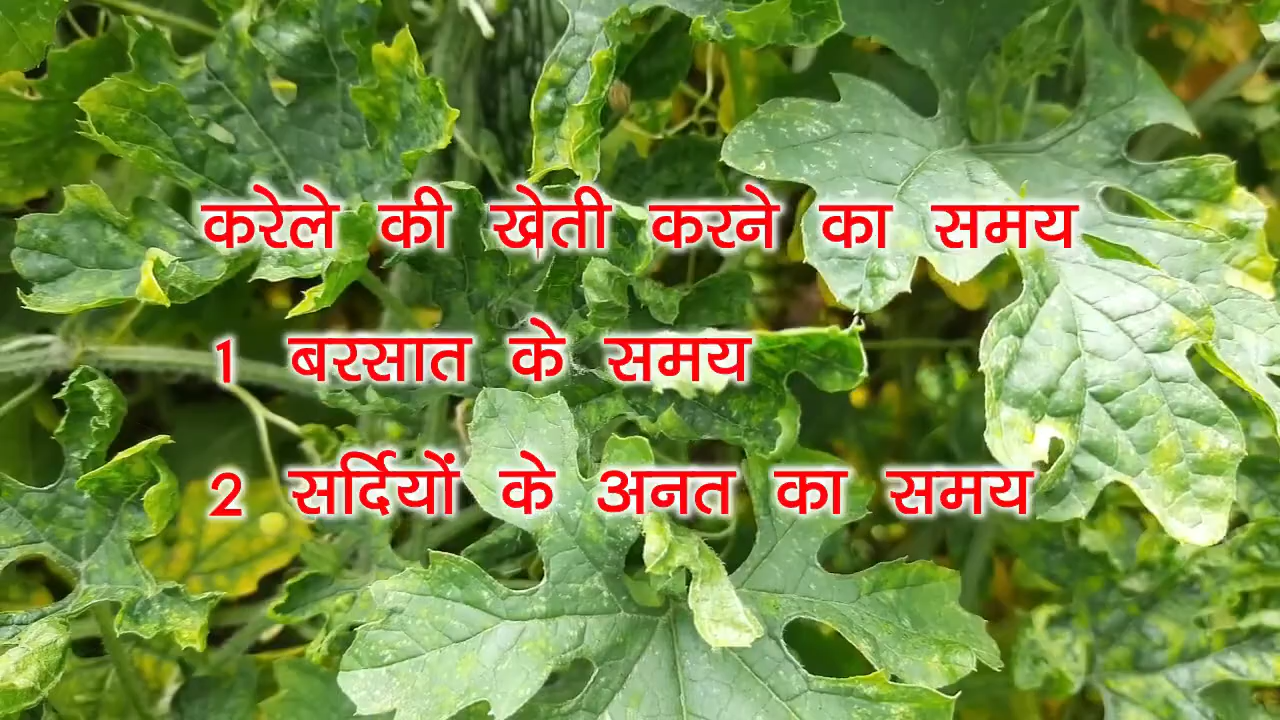 करेले की खेती करने का समय
1 बरसात के समय
2 सर्दियों के अनत का समय